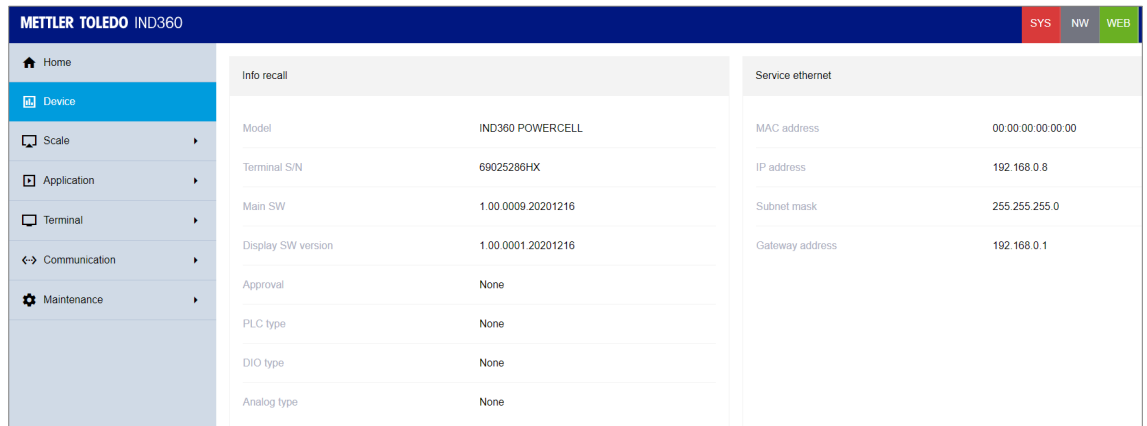 METTLER TOLEDO IND360
SYS NW WEB
Home
Device
Scale
Application
Terminal
Communication
Maintenance
Info recall
Model IND360 POWERCELL
Terminal S/N 69025286HX
Main SW 1.00.0009.20201216
Display SW version 1.00.0001.20201216
Approval None
PLC type None
DIO type None
Analog type None
Service ethernet
MAC address 00:00:00:00:00:00
IP address 192.168.0.8
Subnet mask 255.255.255.0
Gateway address 192.168.0.1